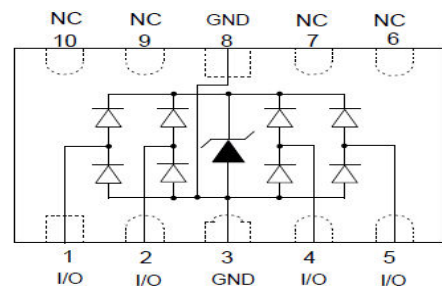 NC NC GND NC NC
10 9 8 7 6
1 2 3 4 5
I/O I/O GND I/O I/O